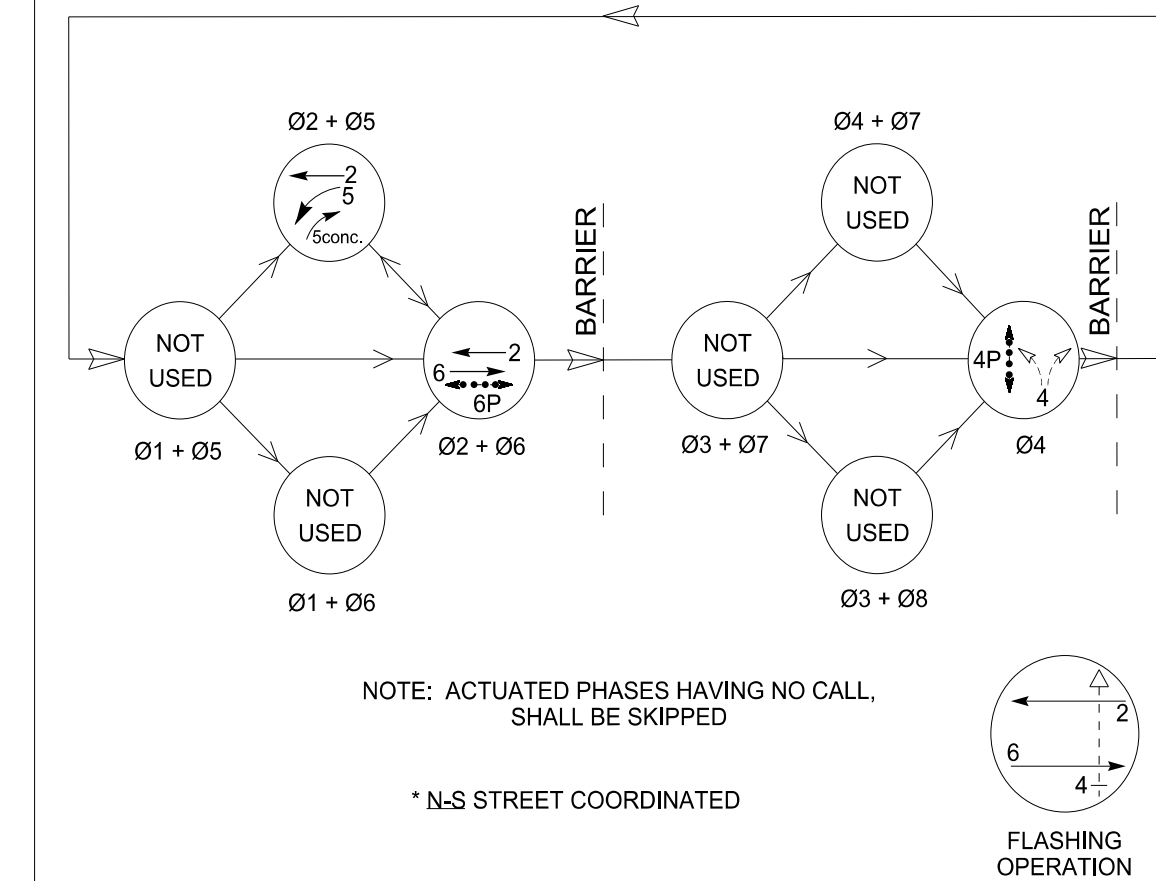 Ø2 + Ø5
2
5
5conc.
NOT
USED
Ø1 + Ø5
2
6
6P
Ø2 + Ø6
NOT
USED
Ø1 + Ø6
BARRIER
Ø4 + Ø7
NOT
USED
NOT
USED
Ø3 + Ø7
4P
4
Ø4
NOT
USED
Ø3 + Ø8
BARRIER
NOTE: ACTUATED PHASES HAVING NO CALL,
SHALL BE SKIPPED
* N-S STREET COORDINATED
2
6
4
FLASHING
OPERATION